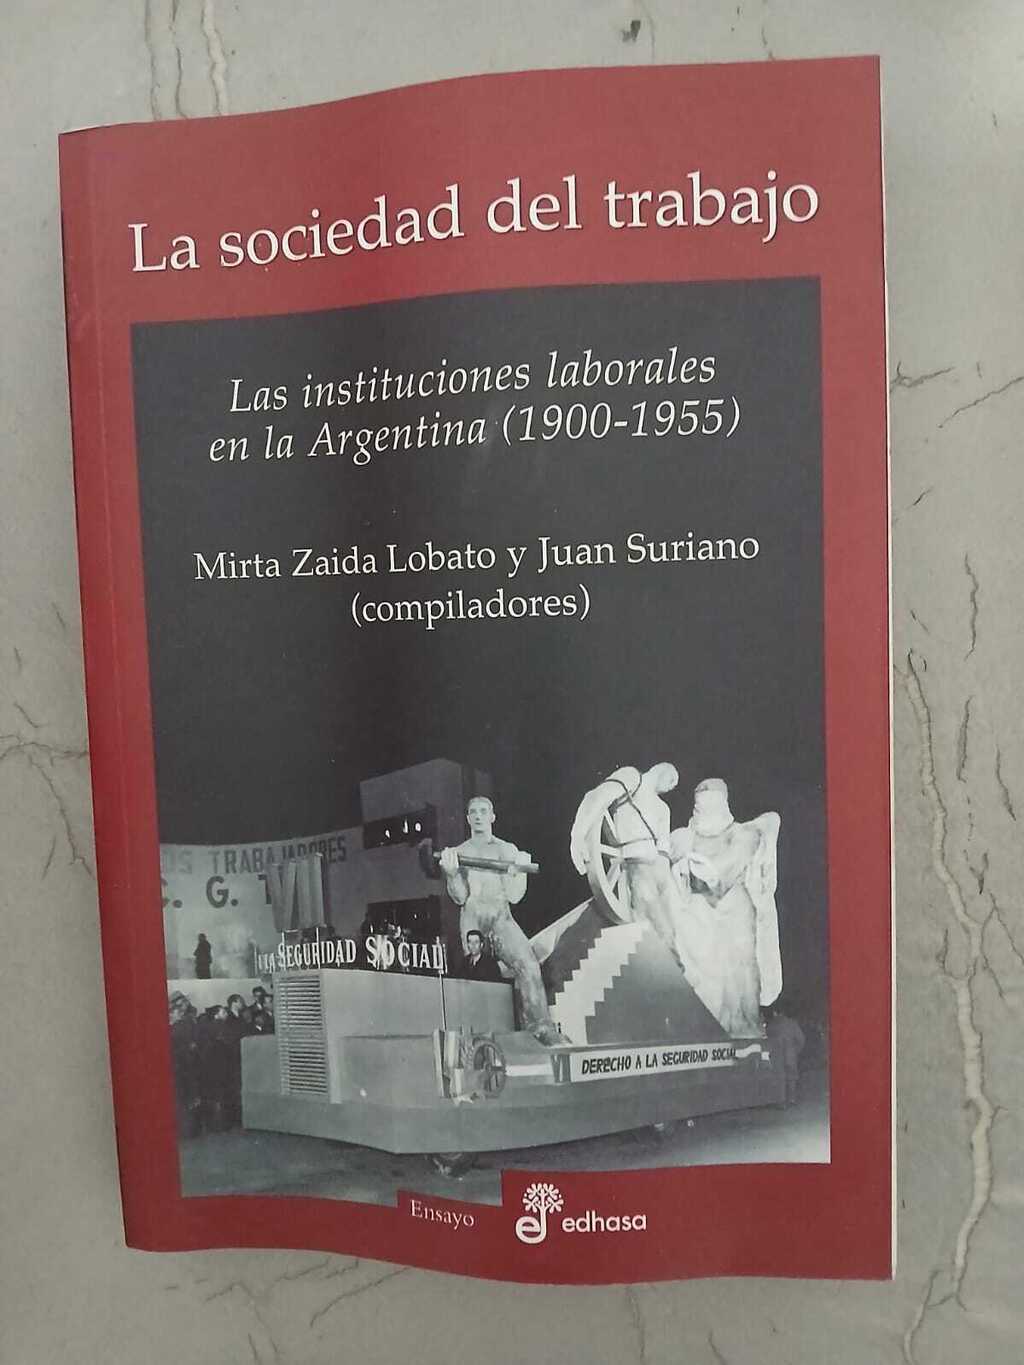 La sociedad del trabajo
Las instituciones laborales
en la Argentina (1900-1955)
Mirta Zaida Lobato y Juan Suriano
(compiladores)
OS TRABAJADORES
C. G. T
VII
LA SEGURIDAD SOCIAL
DERECHO A LA SEGURIDAD SOCIAL
Ensayo
edhasa